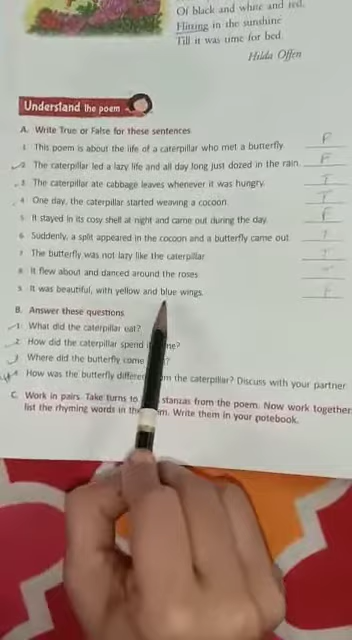 Of black and white and red,
Flitting in the sunshine
Till it was time for bed.
Hilda Offen
Understand the poem
A. Write True or False for these sentences
1. This poem is about the life of a caterpillar who met a butterfly. F
2. The caterpillar led a lazy life and all day long just dozed in the rain. F
3. The caterpillar ate cabbage leaves whenever it was hungry. T
4. One day, the caterpillar started weaving a cocoon. T
5. It stayed in its cosy shell at night and came out during the day. F
6. Suddenly, a split appeared in the cocoon and a butterfly came out. T
7. The butterfly was not lazy like the caterpillar. T
8. It flew about and danced around the roses. T
9. It was beautiful, with yellow and blue wings. F
B. Answer these questions
1. What did the caterpillar eat?
2. How did the caterpillar spend
3. Where did the butterfly come
4. How was the butterfly the caterpillar? Discuss with your partner
C. Work in pairs. Take turns to stanzas from the poem. Now work together
list the rhyming words in Write them in your notebook.